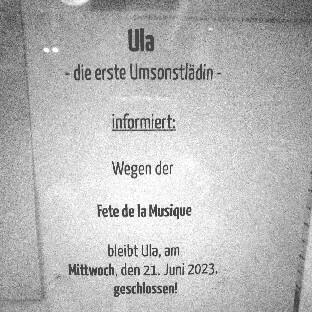 Ula
- die erste Umsonstlädin -
informiert:
Wegen der
Fete de la Musique
bleibt Ula, am
Mittwoch, den 21. Juni 2023.
geschlossen!